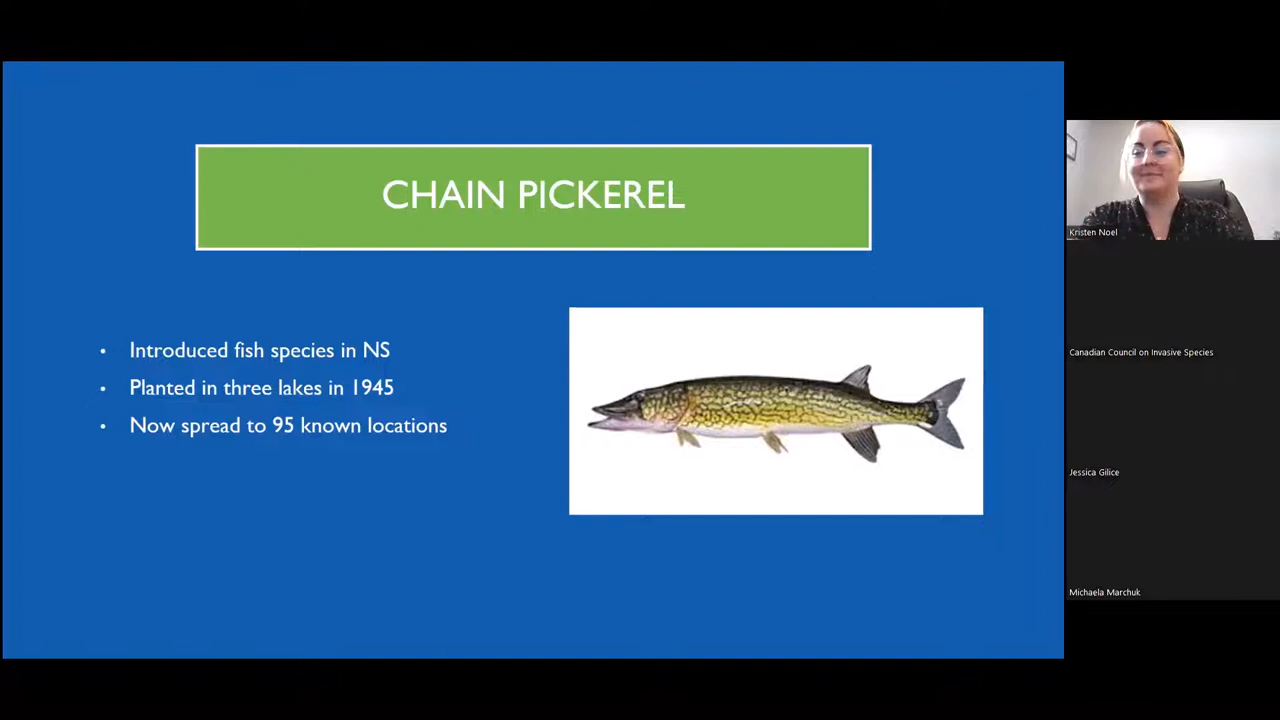 CHAIN PICKEREL
• Introduced fish species in NS
• Planted in three lakes in 1945
• Now spread to 95 known locations
Kristen Noel
Canadian Council on Invasive Species
Jessica Gilice
Michaela Marchuk